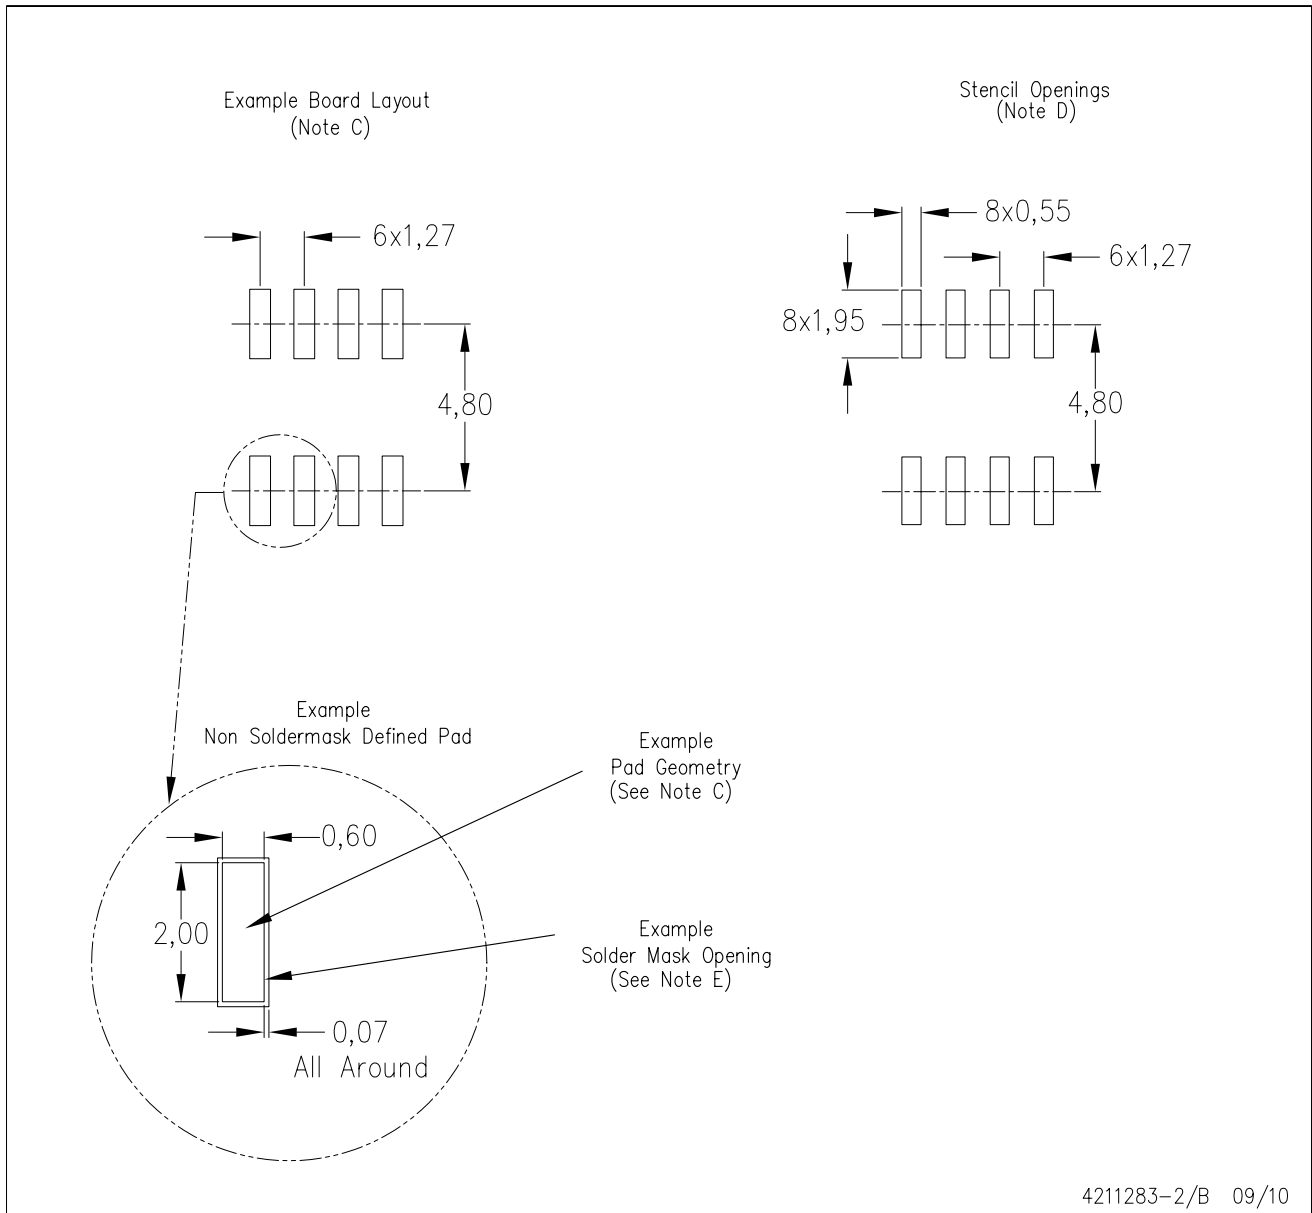 Example Board Layout
(Note C)
6x1,27
4,80
Stencil Openings
(Note D)
8x0,55
6x1,27
8x1,95
4,80
Example
Non Soldermask Defined Pad
Example
Pad Geometry
(See Note C)
0,60
2,00
Example
Solder Mask Opening
(See Note E)
0,07
All Around
4211283-2/B 09/10